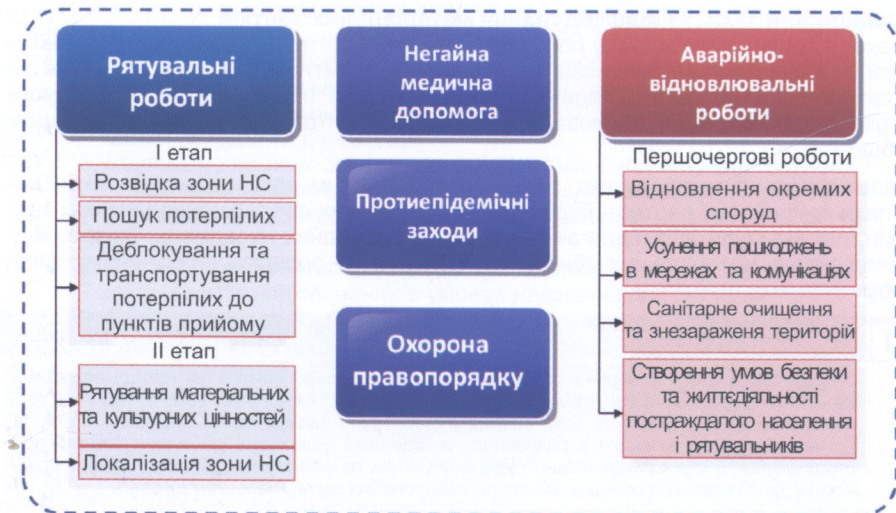 Рятувальні
роботи
І етап
Розвідка зони НС
Пошук потерпілих
Деблокування та
транспортування
потерпілих до
пунктів прийому
ІІ етап
Рятування матеріальних
та культурних цінностей
Локалізація зони НС
Негайна
медична
допомога
Протиепідемічні
заходи
Охорона
правопорядку
Аварійно-
відновлювальні
роботи
Першочергові роботи
Відновлення окремих
споруд
Усунення пошкоджень
в мережах та комунікаціях
Санітарне очищення
та знезараженя територій
Створення умов безпеки
та життєдіяльності
постраждалого населення
і рятувальників